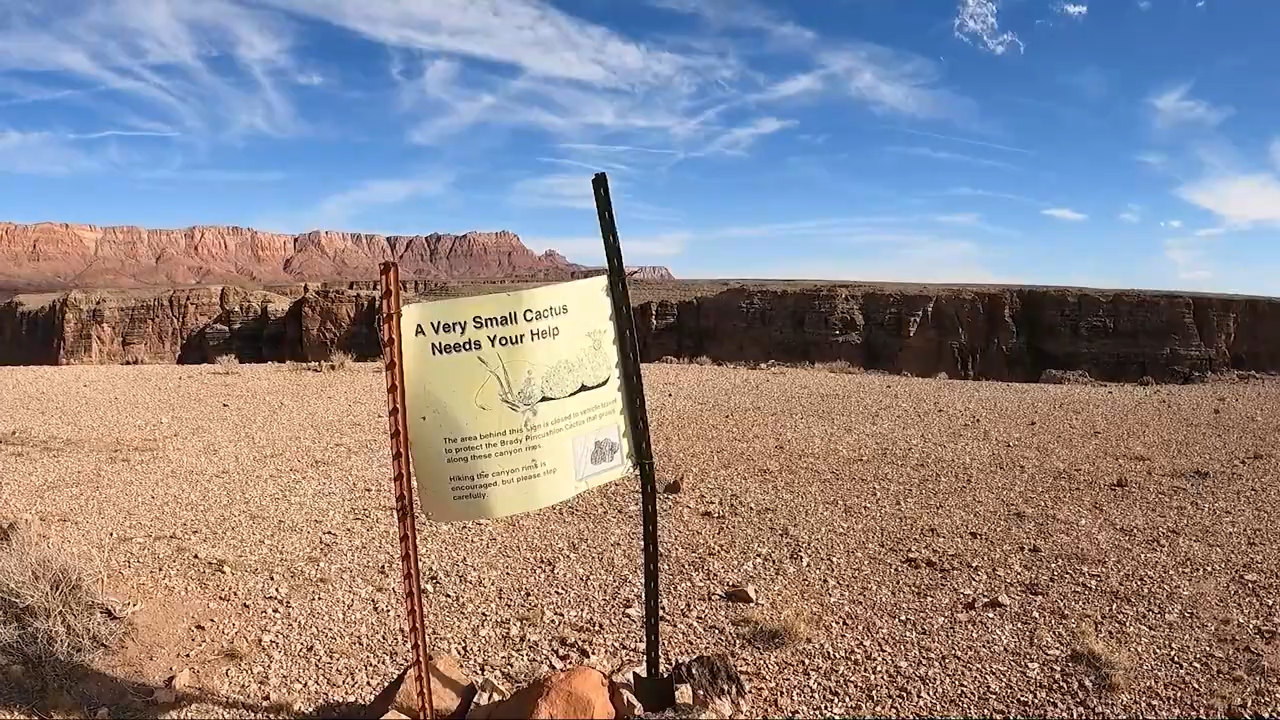 A Very Small Cactus
Needs Your Help
The area behind this sign is closed to vehicle travel
to protect the Brady Pincushion Cactus that grows
along these canyon rims.
Hiking the canyon rims is
encouraged, but please step
carefully.